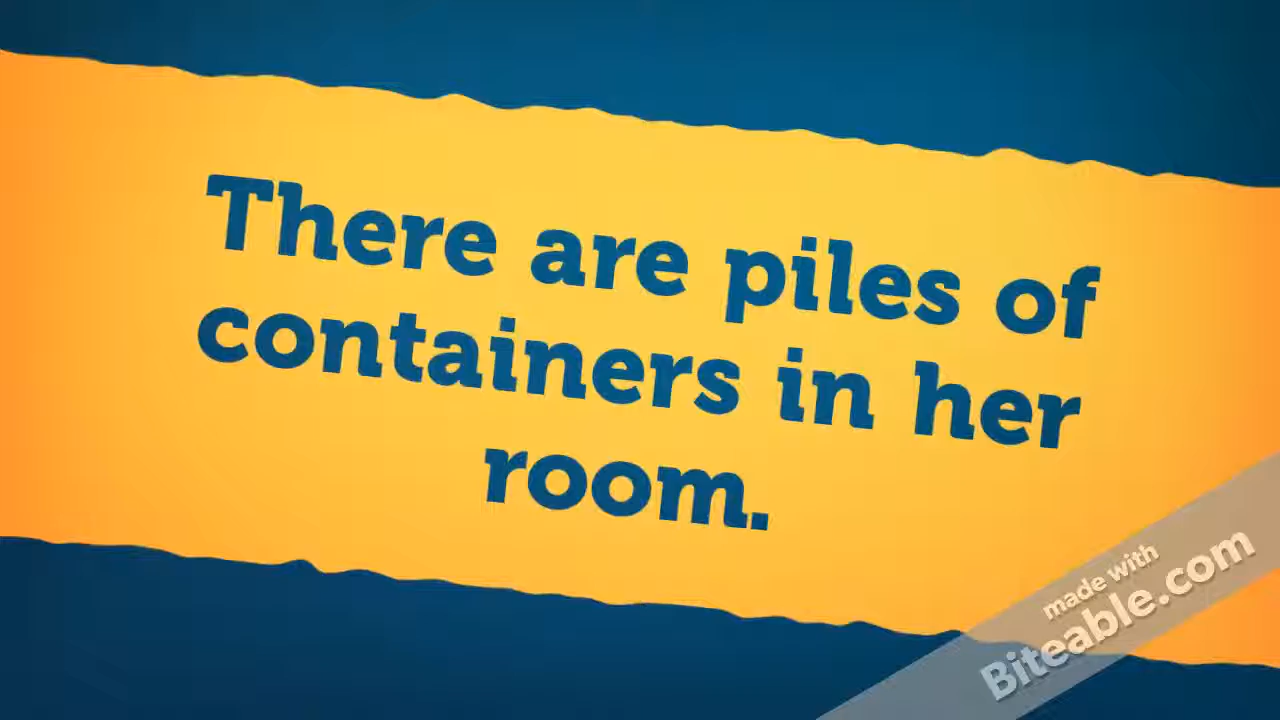 There are piles of
containers in her
room.
made with
Biteable.com